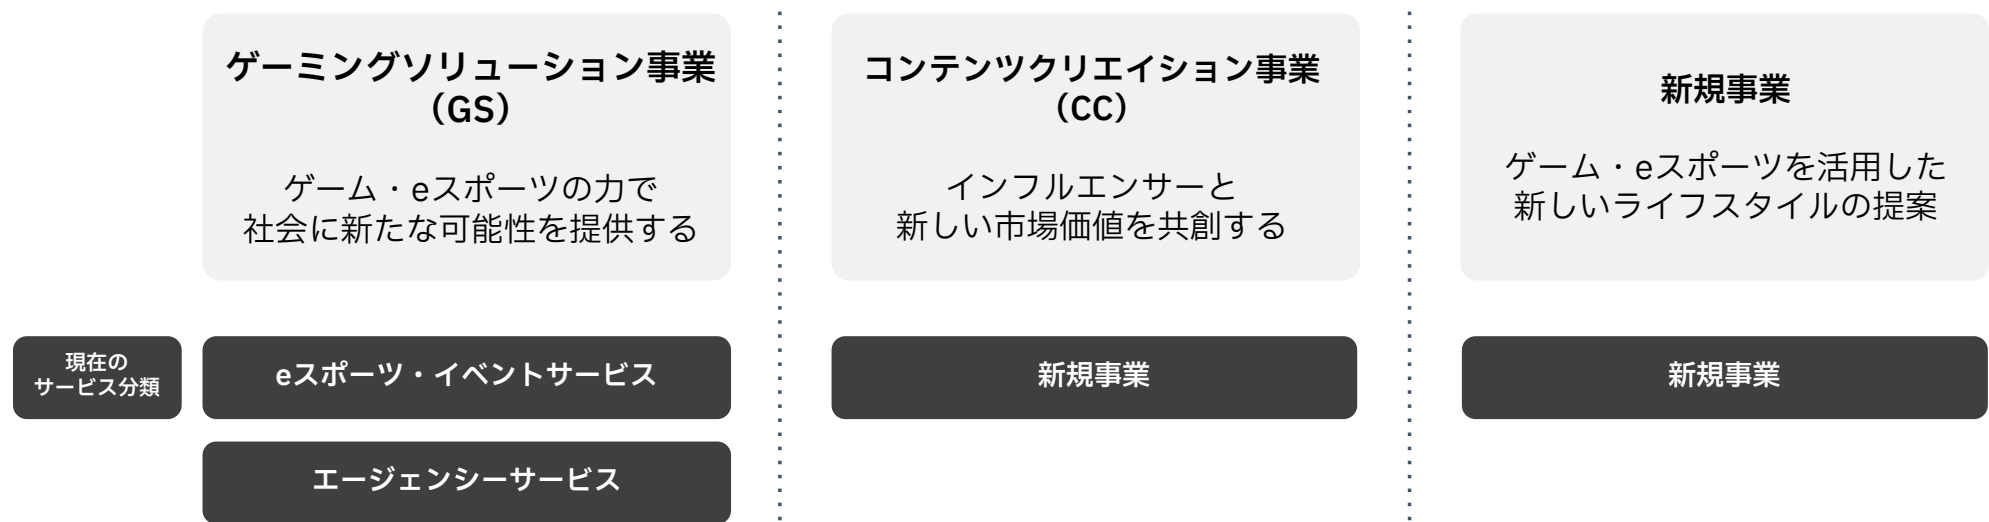 ゲーミングソリューション事業
（GS）
ゲーム・eスポーツの力で
社会に新たな可能性を提供する
コンテンツクリエイション事業
（CC）
インフルエンサーと
新しい市場価値を共創する
新規事業
ゲーム・eスポーツを活用した
新しいライフスタイルの提案
現在の
サービス分類
eスポーツ・イベントサービス
新規事業
新規事業
エージェンシーサービス